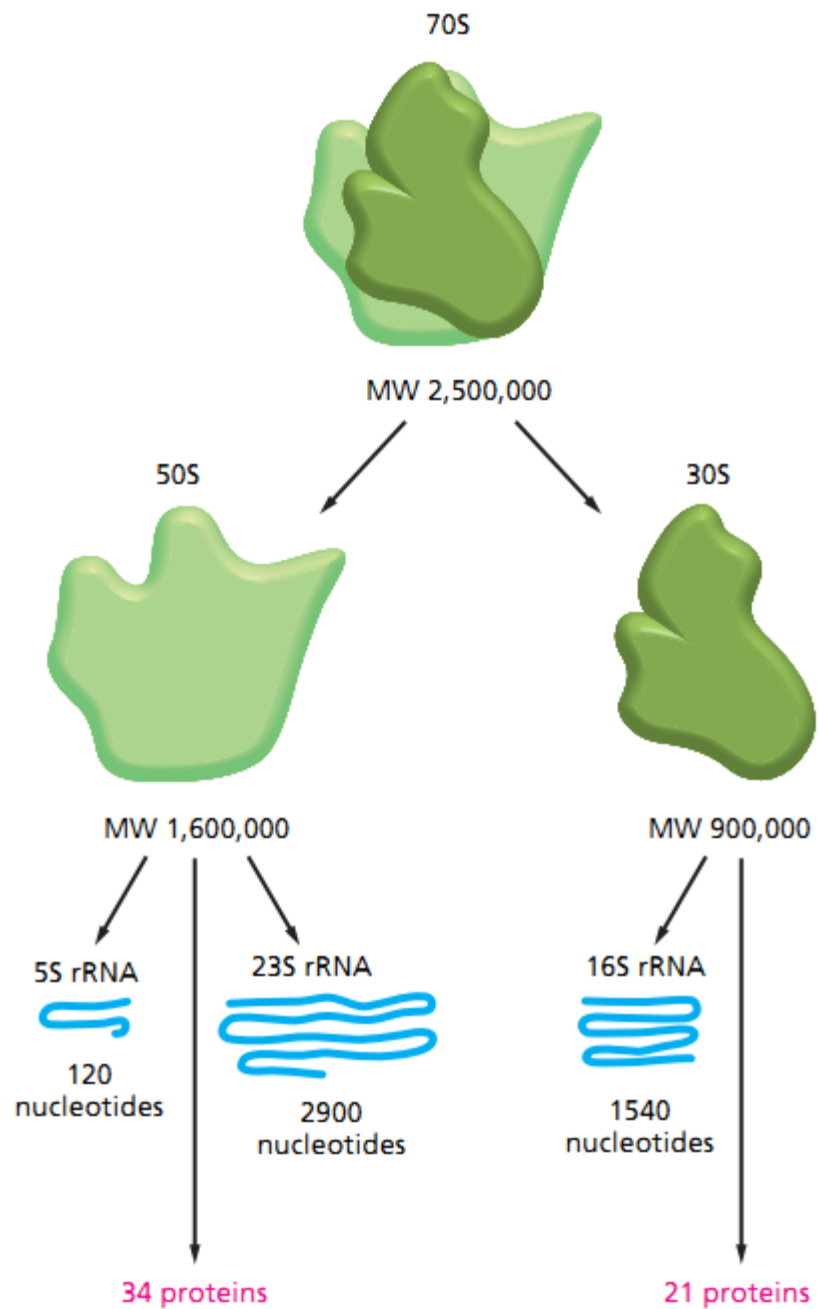 70S
MW 2,500,000
50S
30S
MW 1,600,000
MW 900,000
5S rRNA
23S rRNA
16S rRNA
120
nucleotides
2900
nucleotides
1540
nucleotides
34 proteins
21 proteins